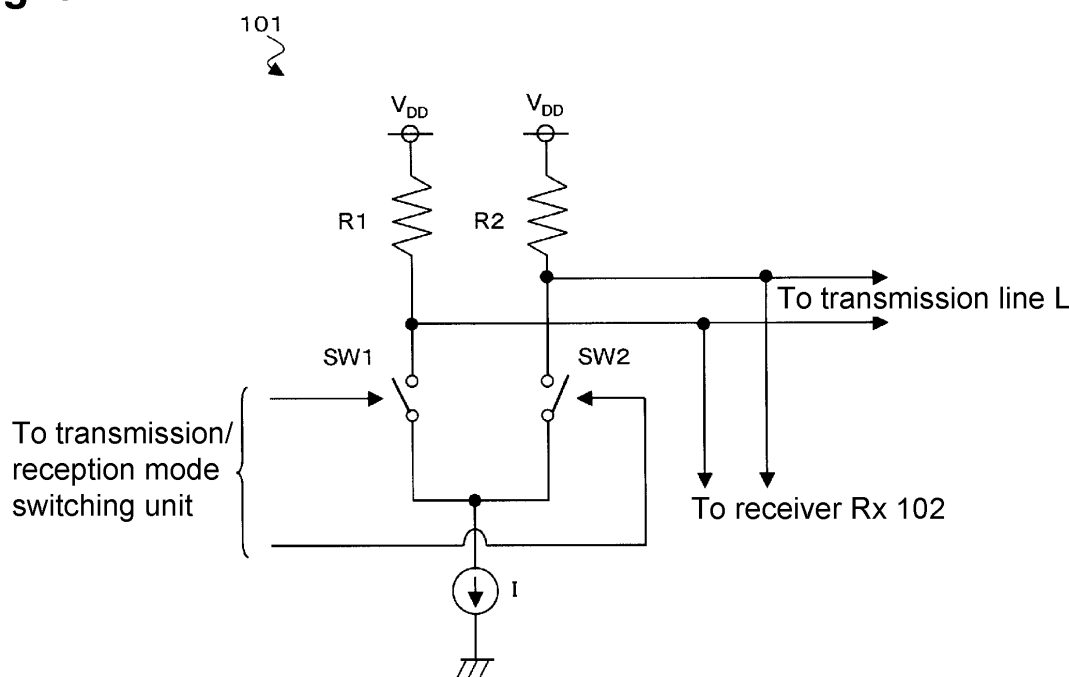 g
101
VDD
VDD
R1
R2
To transmission line L
SW1
SW2
To transmission/
reception mode
switching unit
To receiver Rx 102
I